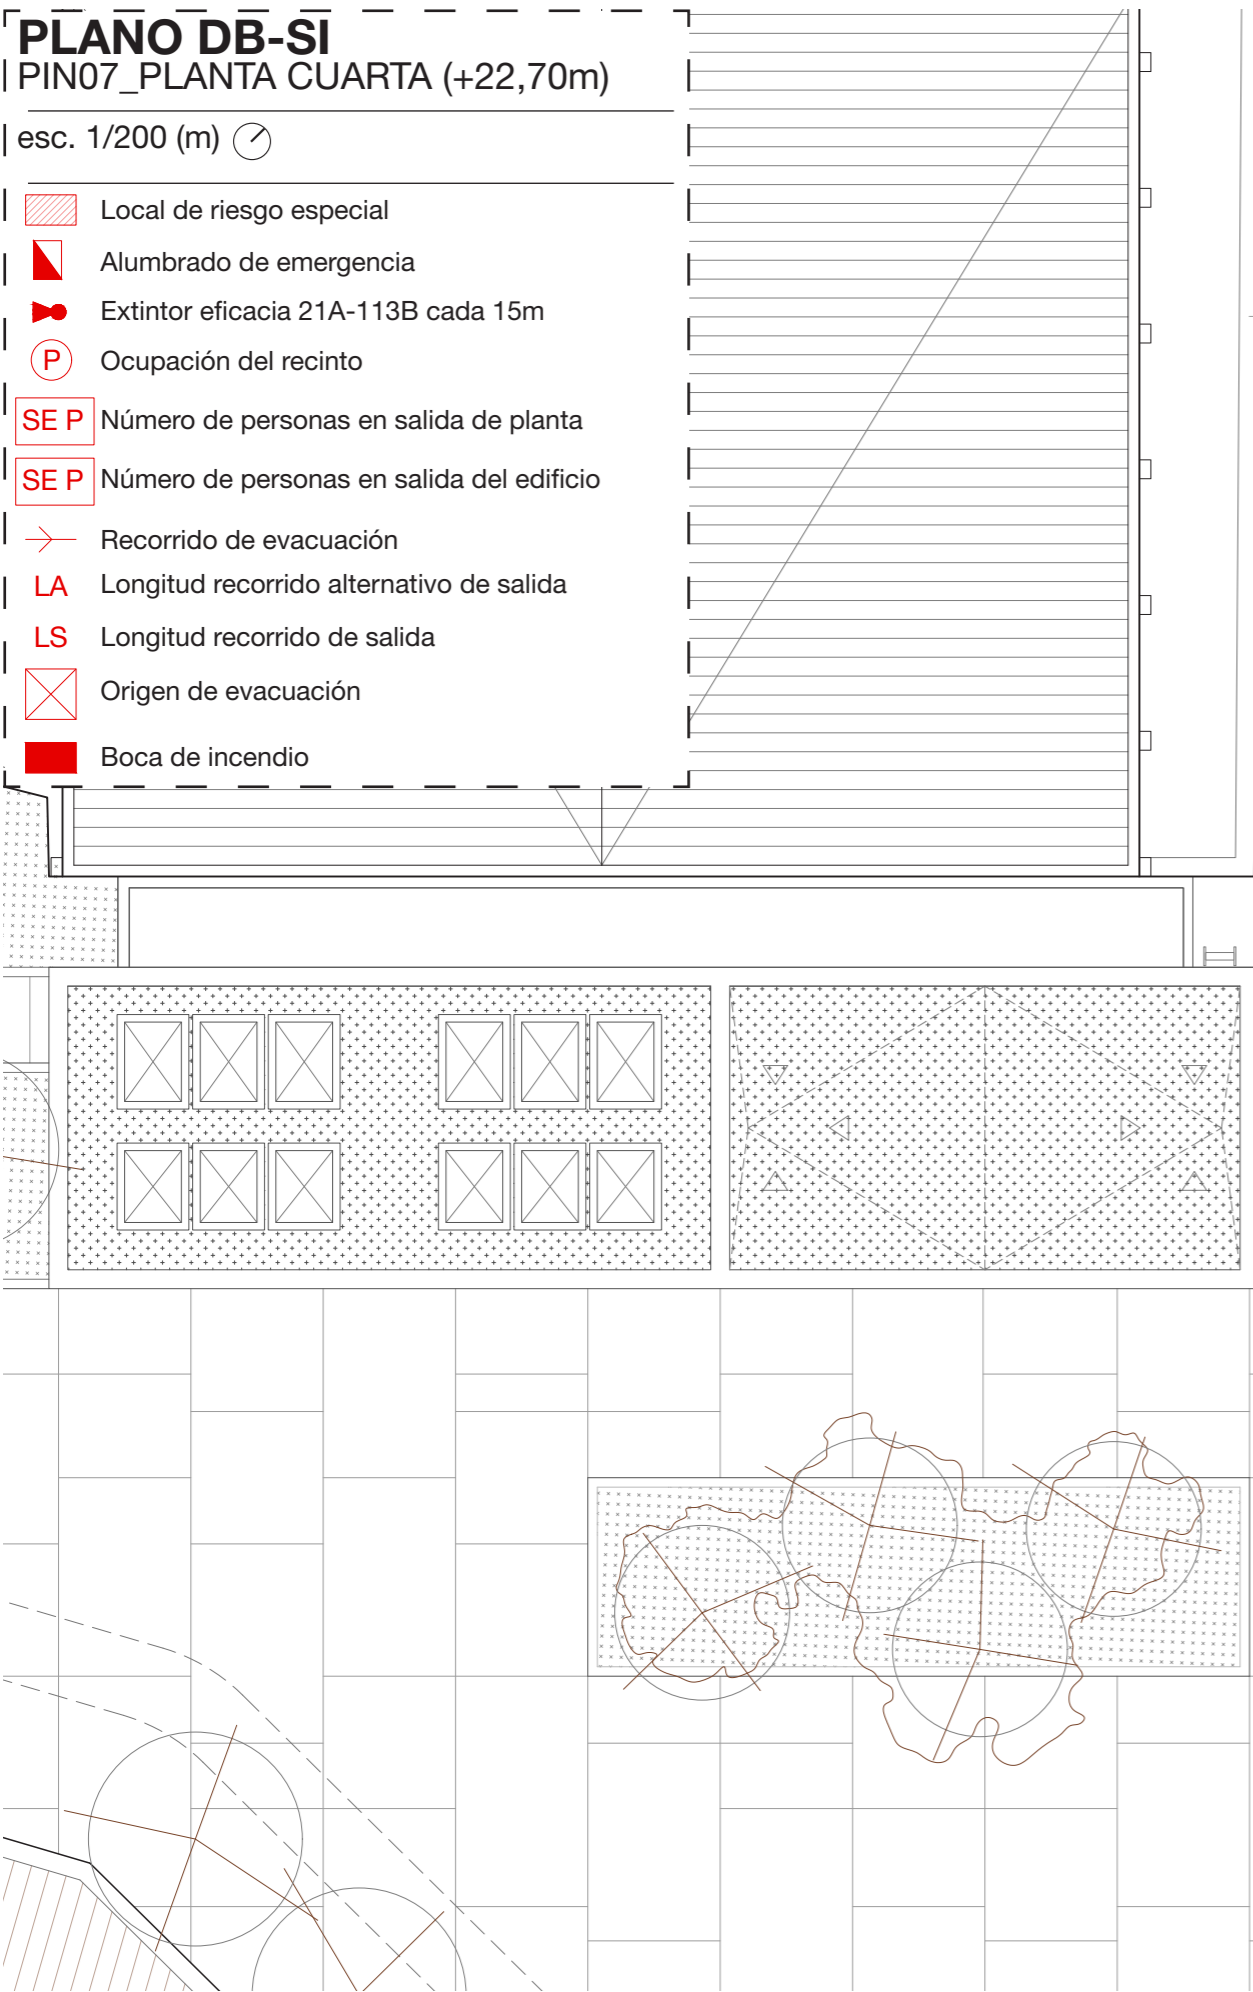 PLANO DB-SI
PIN07_PLANTA CUARTA (+22,70m)
esc. 1/200 (m)
Local de riesgo especial
Alumbrado de emergencia
Extintor eficacia 21A-113B cada 15m
P Ocupación del recinto
SE P Número de personas en salida de planta
SE P Número de personas en salida del edificio
Recorrido de evacuación
LA Longitud recorrido alternativo de salida
LS Longitud recorrido de salida
Origen de evacuación
Boca de incendio